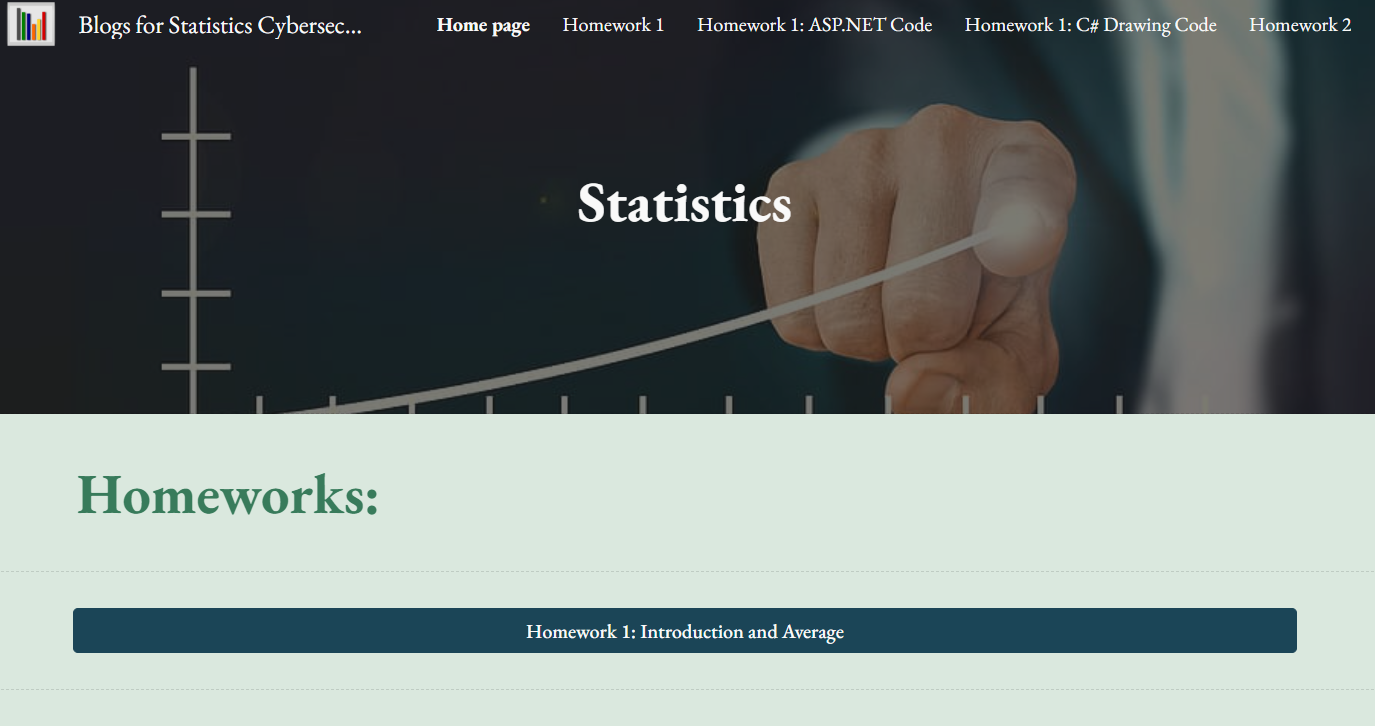 Blogs for Statistics Cybersec...
Home page
Homework 1
Homework 1: ASP.NET Code
Homework 1: C# Drawing Code
Homework 2
Statistics
Homeworks:
Homework 1: Introduction and Average